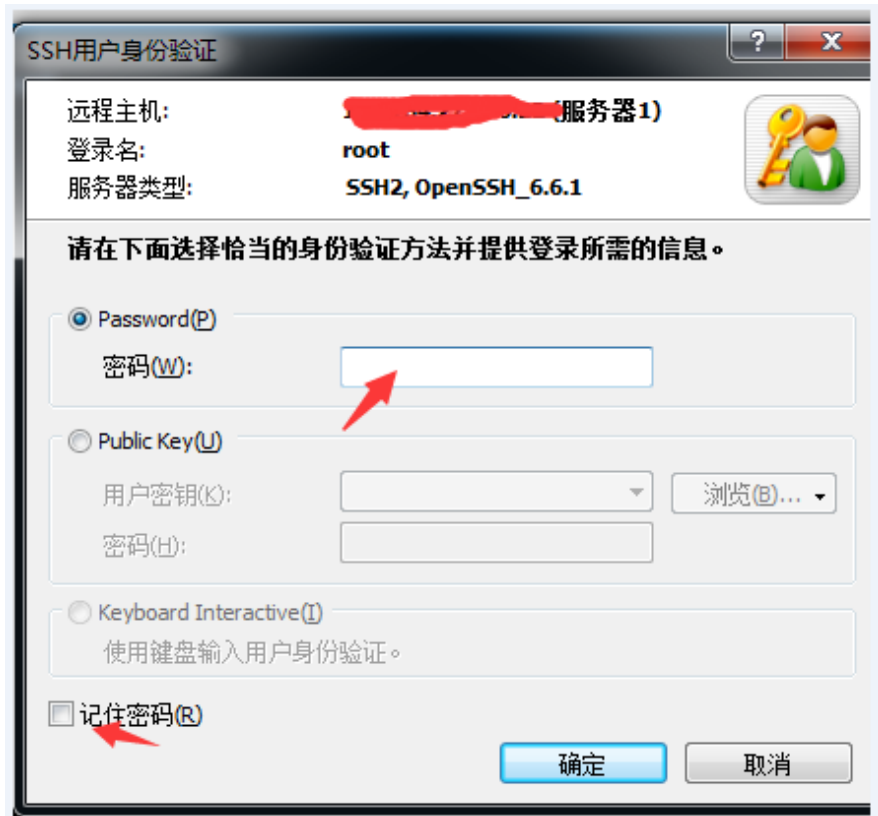 SSH用户身份验证
远程主机: (服务器1)
登录名: root
服务器类型: SSH2, OpenSSH_6.6.1
请在下面选择恰当的身份验证方法并提供登录所需的信息。
Password(P)
密码(W):
Public Key(U)
用户密钥(K): 浏览(B)...
密码(H):
Keyboard Interactive(I)
使用键盘输入用户身份验证。
记住密码(R)
确定 取消